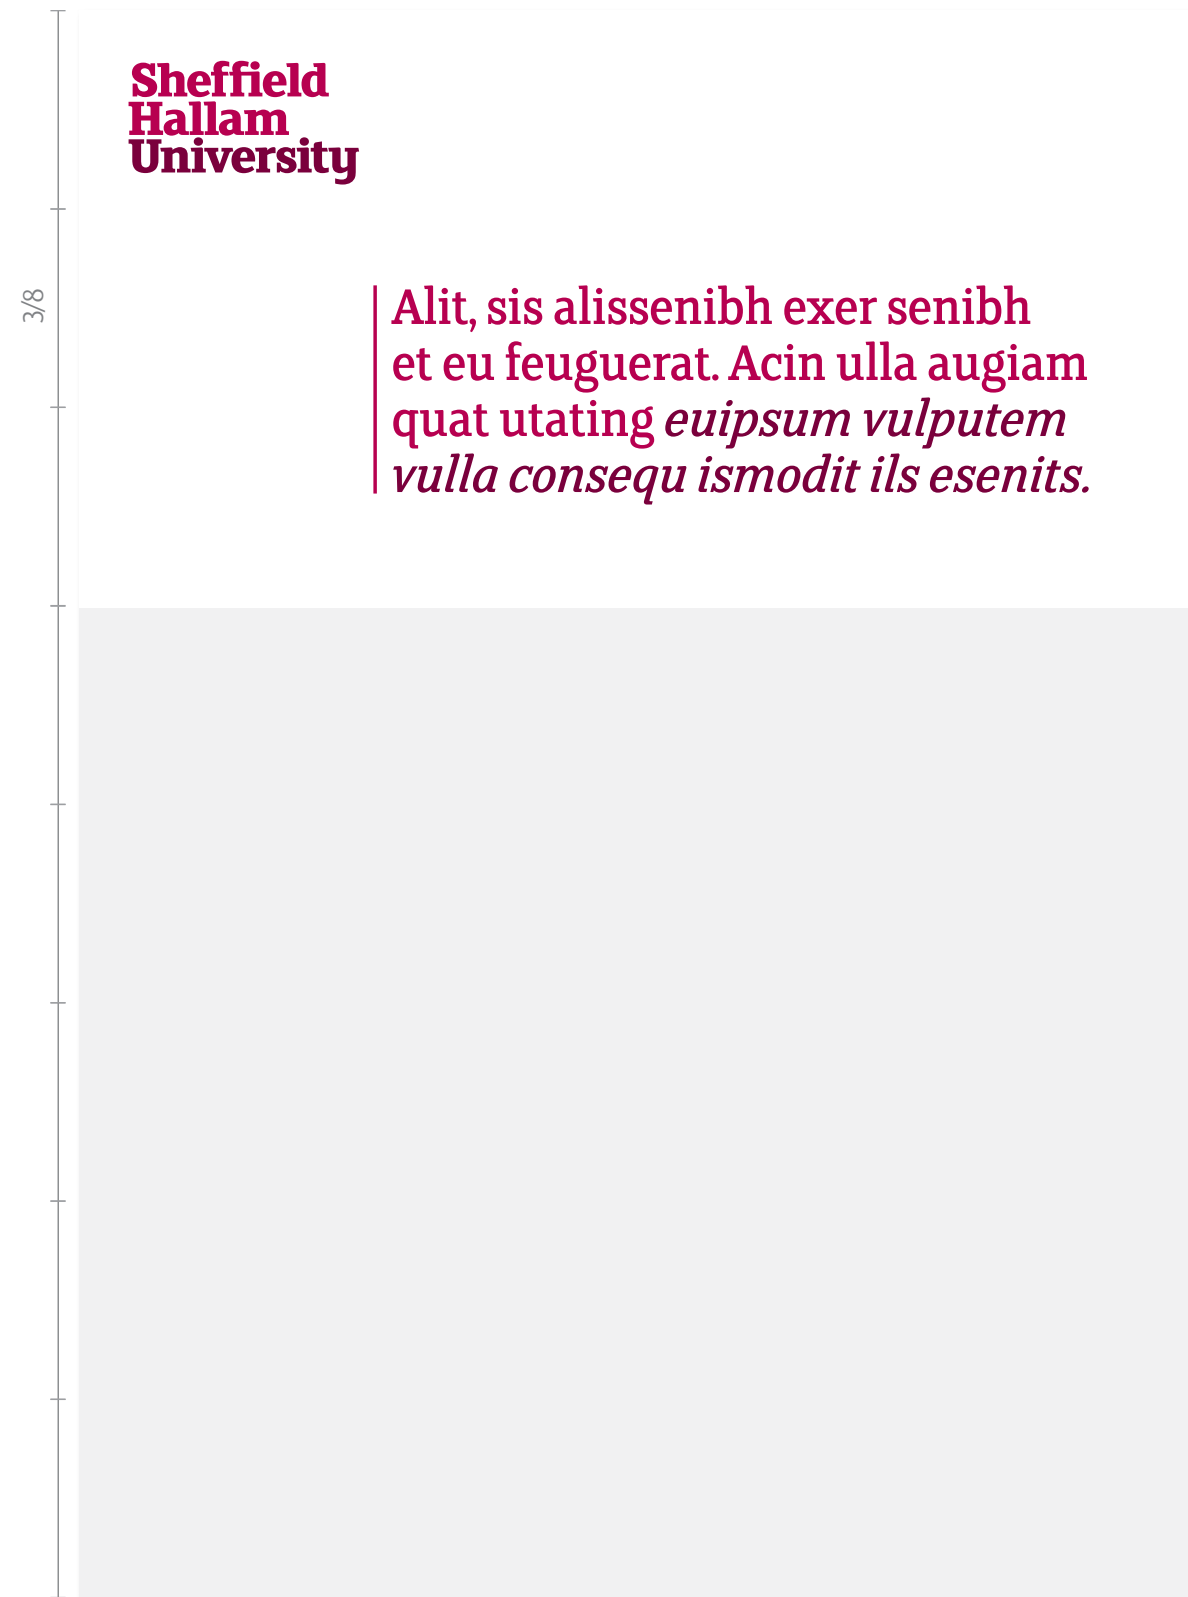 Sheffield
Hallam
University
3/8
Alit, sis alissenibh exer senibh
et eu feuguerat. Acin ulla augiam
quat utating euipsum vulputem
vulla consequ ismodit ils esenits.